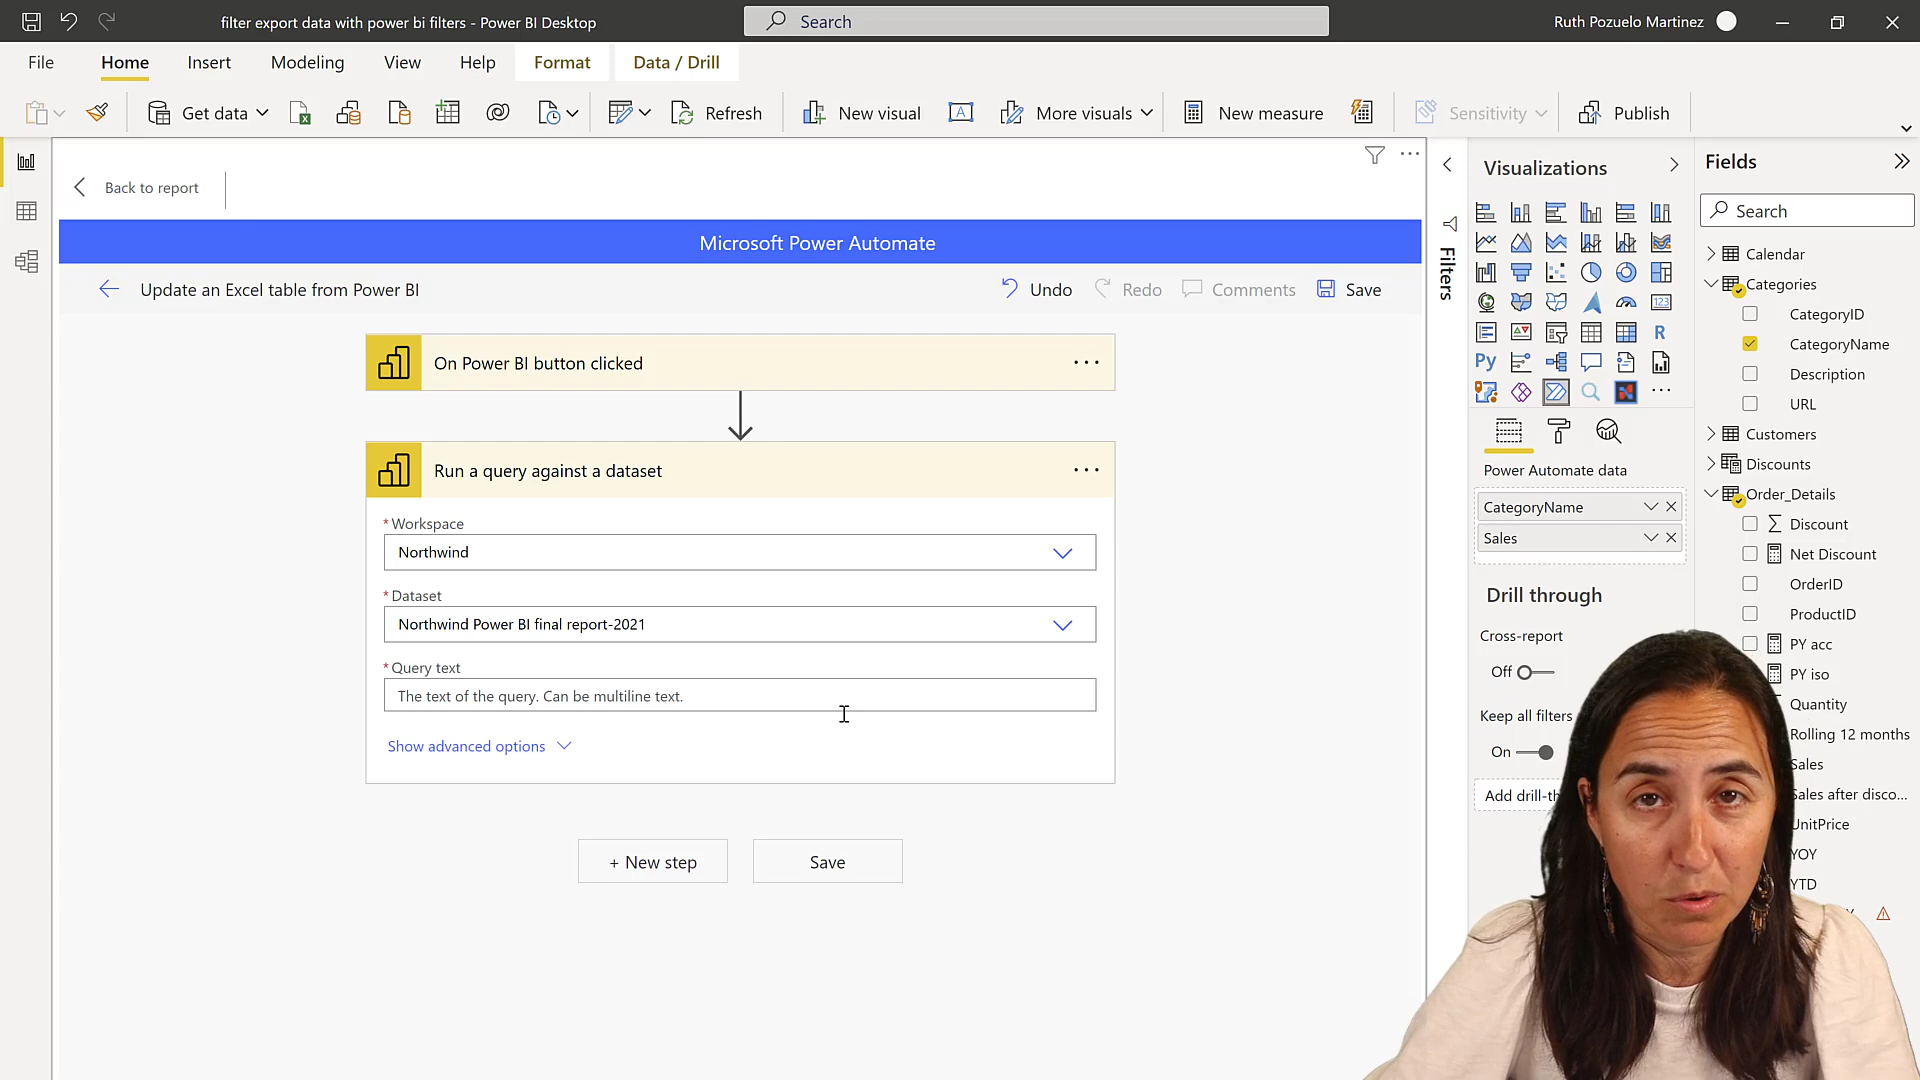 filter export data with power bi filters - Power BI Desktop
Search
Ruth Pozuelo Martinez
File
Home
Insert
Modeling
View
Help
Format
Data / Drill
Get data
Refresh
New visual
More visuals
New measure
Sensitivity
Publish
Back to report
Microsoft Power Automate
Update an Excel table from Power BI
Undo
Redo
Comments
Save
On Power BI button clicked
Run a query against a dataset
* Workspace
Northwind
* Dataset
Northwind Power BI final report-2021
* Query text
The text of the query. Can be multiline text.
Show advanced options
+ New step
Save
Filters
Visualizations
123
R
Py
Power Automate data
CategoryName
Sales
Drill through
Cross-report
Off
Keep all filters
On
Add drill-th
Fields
Search
Calendar
Categories
CategoryID
CategoryName
Description
URL
Customers
Discounts
Order_Details
Discount
Net Discount
OrderID
ProductID
PY acc
PY iso
Quantity
Rolling 12 months
Sales
Sales after disco...
UnitPrice
YOY
YTD